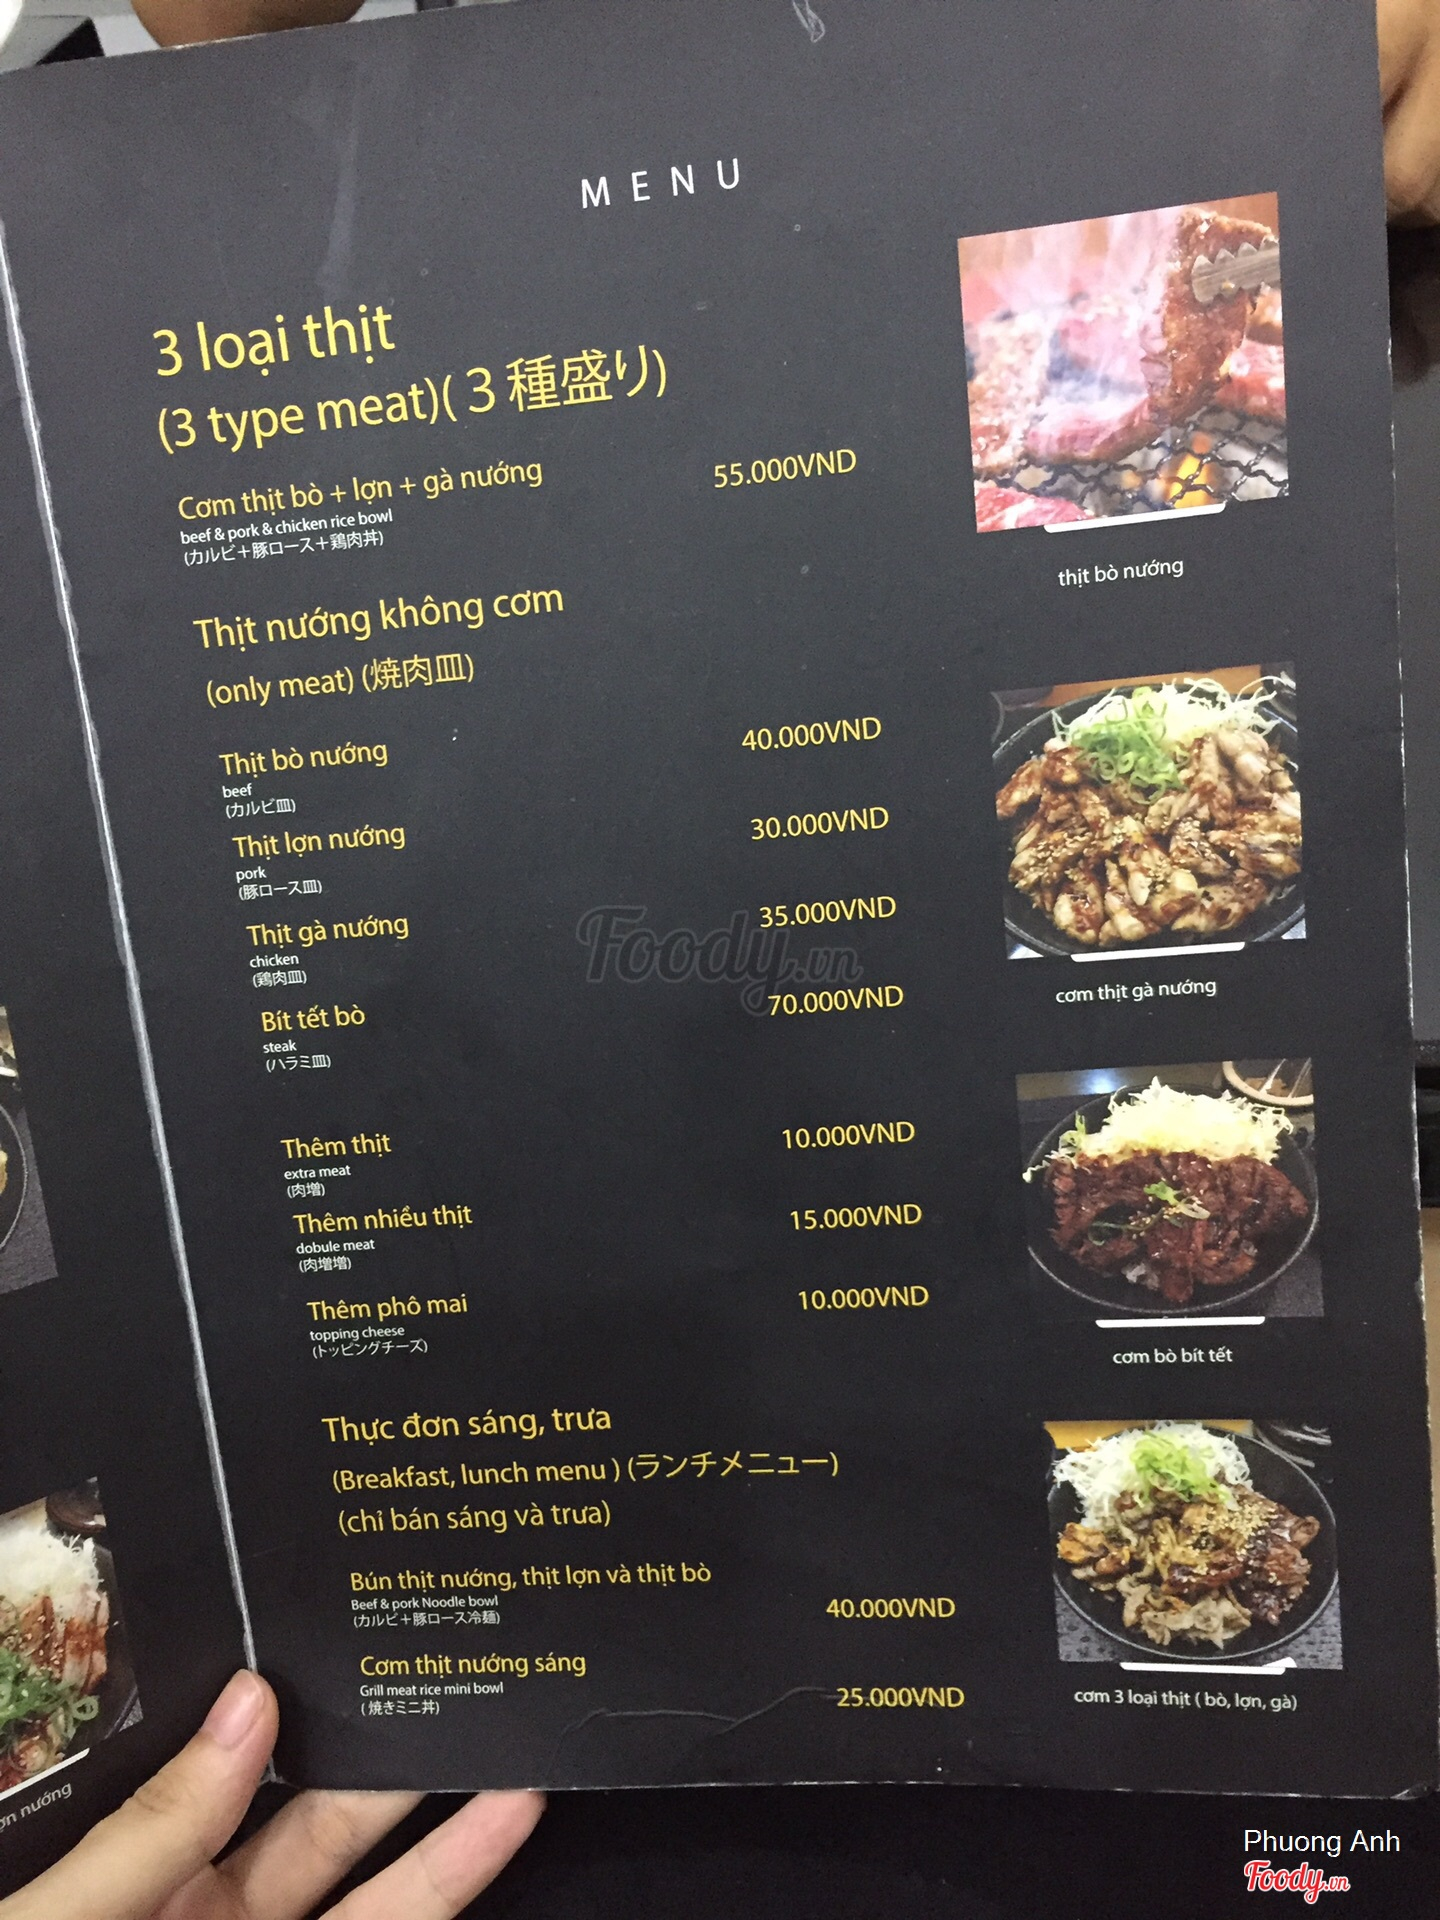 MENU
3 loại thịt
(3 type meat)(３種盛り)
Cơm thịt bò + lợn + gà nướng
55.000VND
beef & pork & chicken rice bowl
(カルビ＋豚ロース＋鶏肉丼)
thịt bò nướng
Thịt nướng không cơm
(only meat) (焼肉皿)
Thịt bò nướng
40.000VND
beef
(カルビ皿)
Thịt lợn nướng
30.000VND
pork
(豚ロース皿)
Thịt gà nướng
35.000VND
chicken
(鶏肉皿)
Foody.vn
cơm thịt gà nướng
Bít tết bò
70.000VND
steak
(ハラミ皿)
Thêm thịt
10.000VND
extra meat
(肉増)
Thêm nhiều thịt
15.000VND
dobule meat
(肉増増)
Thêm phô mai
10.000VND
topping cheese
(トッピングチーズ)
cơm bò bít tết
Thực đơn sáng, trưa
(Breakfast, lunch menu ) (ランチメニュー)
(chỉ bán sáng và trưa)
Bún thịt nướng, thịt lợn và thịt bò
40.000VND
Beef & pork Noodle bowl
(カルビ＋豚ロース冷麺)
Cơm thịt nướng sáng
25.000VND
Grill meat rice mini bowl
( 焼きミニ丼)
cơm 3 loại thịt ( bò, lợn, gà)
nướng
Phuong Anh
Foody.vn